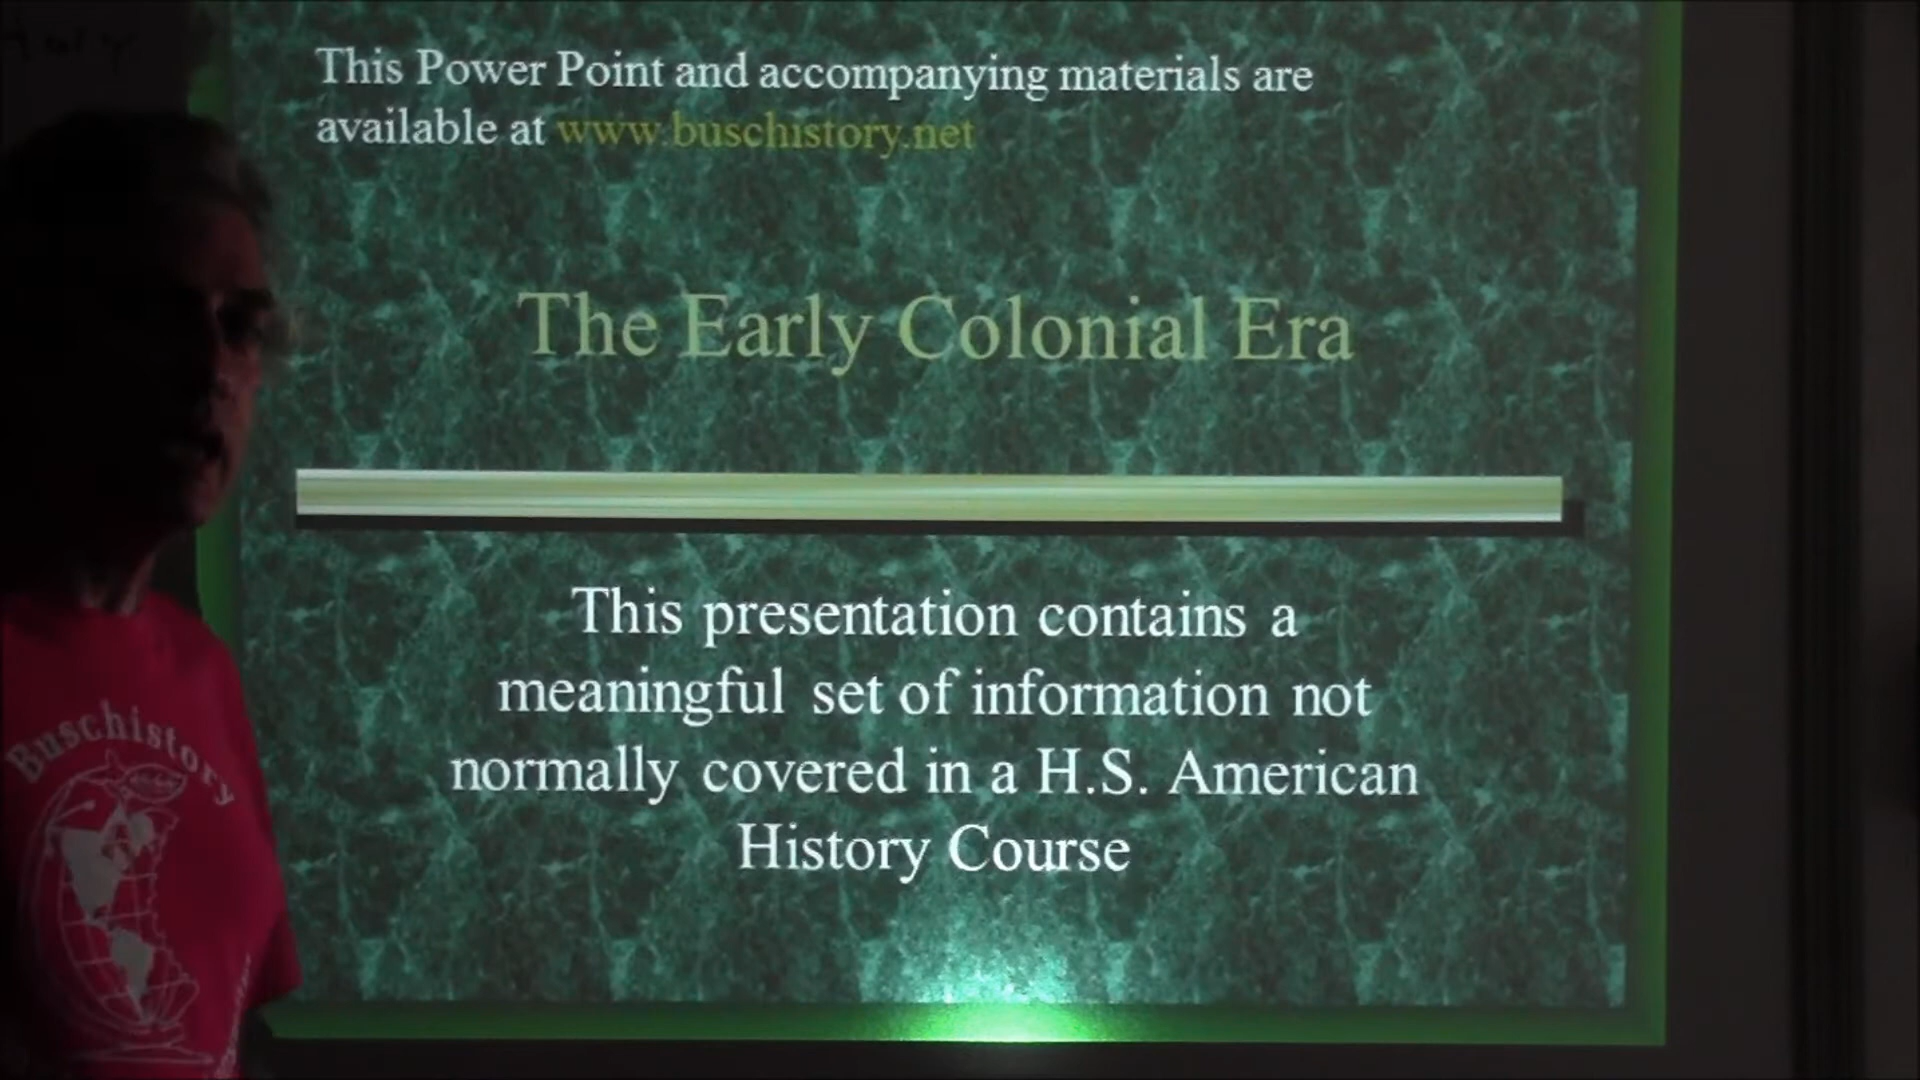 This Power Point and accompanying materials are
available at www.buschistory.net
The Early Colonial Era
This presentation contains a
meaningful set of information not
normally covered in a H.S. American
History Course
Buschistory